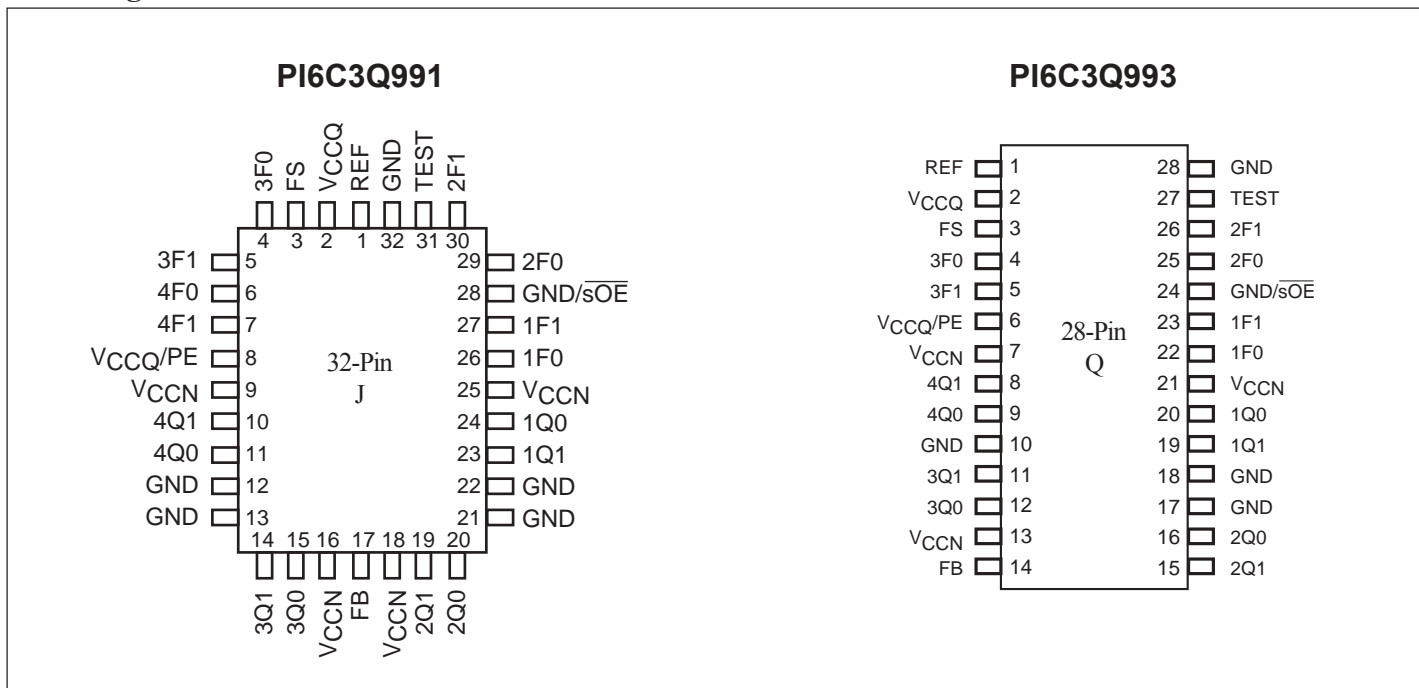 PI6C3Q991
3F0
FS
VCCQ
REF
GND
TEST
2F1
4 3 2 1 32 31 30
3F1 5
4F0 6
4F1 7
VCCQ/PE 8
VCCN 9
4Q1 10
4Q0 11
GND 12
GND 13
32-Pin
J
29 2F0
28 GND/sOE
27 1F1
26 1F0
25 VCCN
24 1Q0
23 1Q1
22 GND
21 GND
14 15 16 17 18 19 20
3Q1
3Q0
VCCN
FB
VCCN
2Q1
2Q0
PI6C3Q993
REF 1
VCCQ 2
FS 3
3F0 4
3F1 5
VCCQ/PE 6
VCCN 7
4Q1 8
4Q0 9
GND 10
3Q1 11
3Q0 12
VCCN 13
FB 14
28-Pin
Q
28 GND
27 TEST
26 2F1
25 2F0
24 GND/sOE
23 1F1
22 1F0
21 VCCN
20 1Q0
19 1Q1
18 GND
17 GND
16 2Q0
15 2Q1